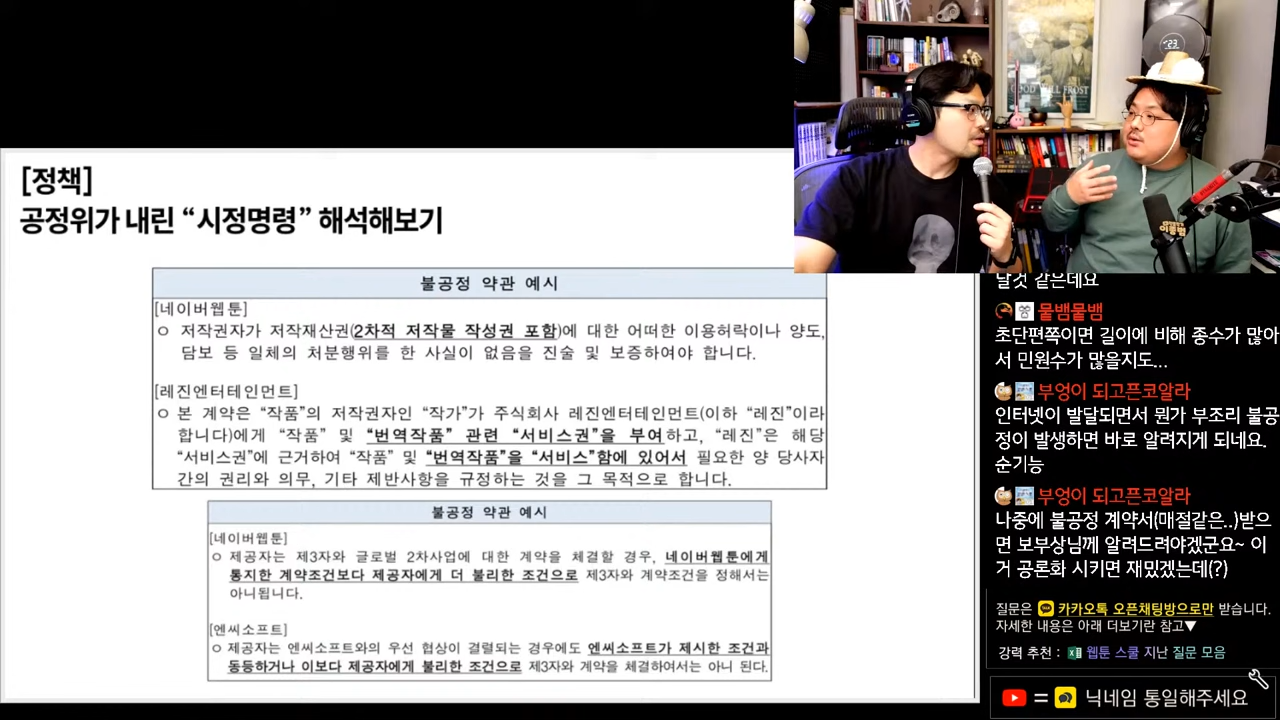 [정책]
공정위가 내린 “시정명령” 해석해보기
불공정 약관 예시
[네이버웹툰]
ㅇ 저작권자가 저작재산권(2차적 저작물 작성권 포함)에 대한 어떠한 이용허락이나 양도,
담보 등 일체의 처분행위를 한 사실이 없음을 진술 및 보증하여야 합니다.
[레진엔터테인먼트]
ㅇ 본 계약은 “작품”의 저작권자인 “작가”가 주식회사 레진엔터테인먼트(이하 “레진”이라
합니다)에게 “작품” 및 “번역작품” 관련 “서비스권”을 부여하고, “레진”은 해당
“서비스권”에 근거하여 “작품” 및 “번역작품”을 “서비스”함에 있어서 필요한 양 당사자
간의 권리와 의무, 기타 제반사항을 규정하는 것을 그 목적으로 합니다.
불공정 약관 예시
[네이버웹툰]
ㅇ 제공자는 제3자와 글로벌 2차사업에 대한 계약을 체결할 경우, 네이버웹툰에게
통지한 계약조건보다 제공자에게 더 불리한 조건으로 제3자와 계약조건을 정해서는
아니됩니다.
[엔씨소프트]
ㅇ 제공자는 엔씨소프트와의 우선 협상이 결렬되는 경우에도 엔씨소프트가 제시한 조건과
동등하거나 이보다 제공자에게 불리한 조건으로 제3자와 계약을 체결하여서는 아니 된다.
'23
GOOD WILL FROST
이종범
달것 같은데요
뭍뱀뭍뱀
초단편쪽이면 길이에 비해 종수가 많아
서 민원수가 많을지도...
부엉이 되고픈코알라
인터넷이 발달되면서 뭔가 부조리 불공
정이 발생하면 바로 알려지게 되네요.
순기능
부엉이 되고픈코알라
나중에 불공정 계약서(매절같은..)받으
면 보부상님께 알려드려야겠군요~ 이
거 공론화 시키면 재밌겠는데(?)
질문은 카카오톡 오픈채팅방으로만 받습니다.
자세한 내용은 아래 더보기란 참고▼
강력 추천 : 웹툰 스쿨 지난 질문 모음
= 닉네임 통일해주세요